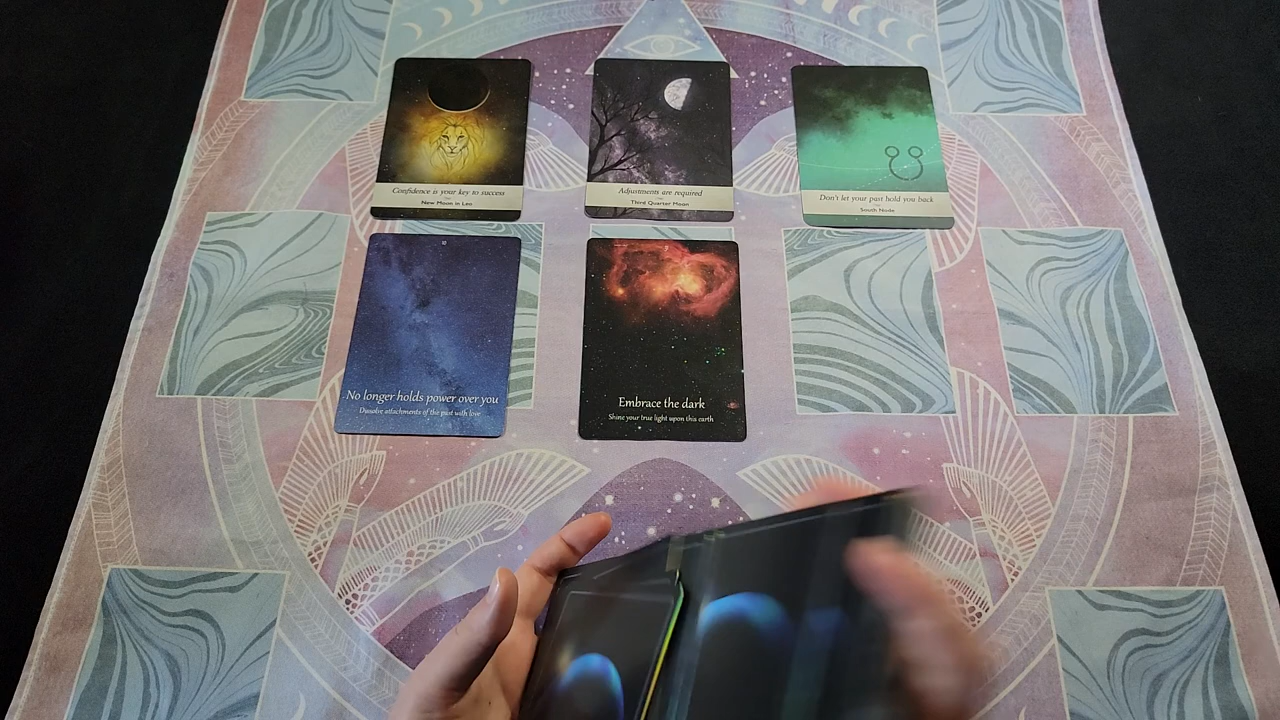 Confidence is your key to success
New Moon in Leo
Adjustments are required
Third Quarter Moon
Don't let your past hold you back
South Node
No longer holds power over you
Dissolve attachments of the past with love
Embrace the dark
Shine your true light upon this earth